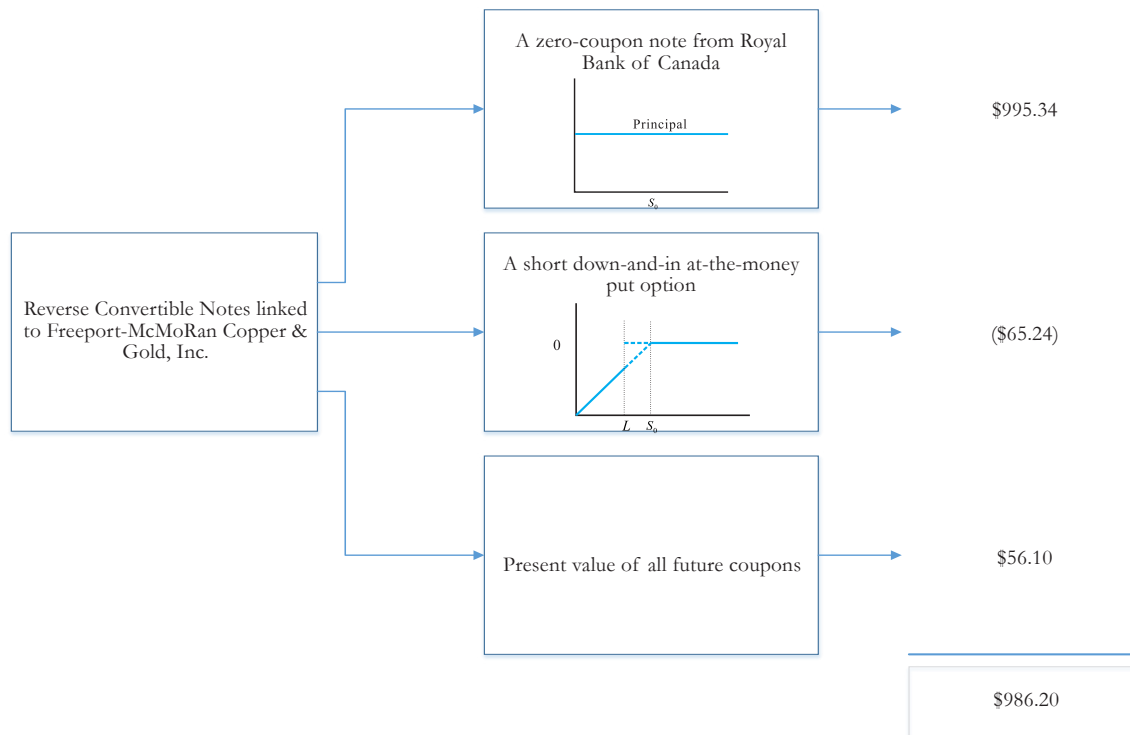 A zero-coupon note from Royal
Bank of Canada
Principal
S₀
$995.34
Reverse Convertible Notes linked
to Freeport-McMoRan Copper &
Gold, Inc.
A short down-and-in at-the-money
put option
0
L S₀
($65.24)
Present value of all future coupons
$56.10
$986.20